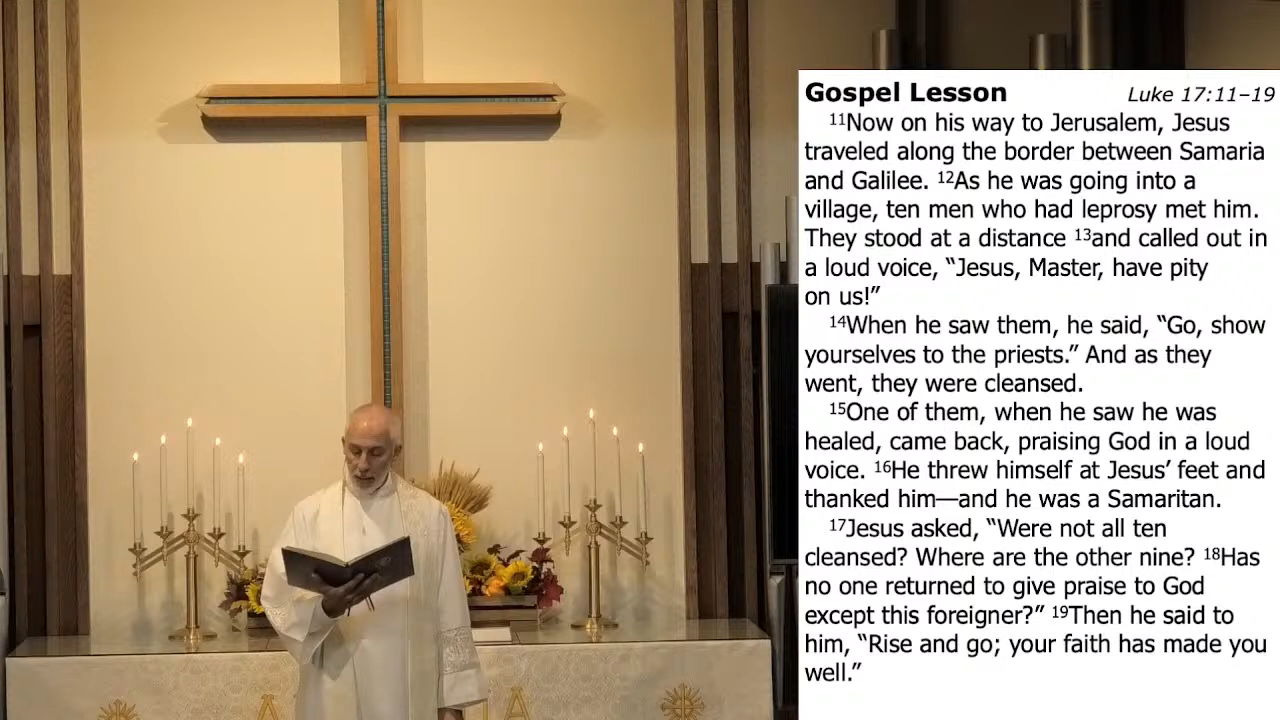 Gospel Lesson Luke 17:11–19
¹¹Now on his way to Jerusalem, Jesus
traveled along the border between Samaria
and Galilee. ¹²As he was going into a
village, ten men who had leprosy met him.
They stood at a distance ¹³and called out in
a loud voice, “Jesus, Master, have pity
on us!”
¹⁴When he saw them, he said, “Go, show
yourselves to the priests.” And as they
went, they were cleansed.
¹⁵One of them, when he saw he was
healed, came back, praising God in a loud
voice. ¹⁶He threw himself at Jesus’ feet and
thanked him—and he was a Samaritan.
¹⁷Jesus asked, “Were not all ten
cleansed? Where are the other nine? ¹⁸Has
no one returned to give praise to God
except this foreigner?” ¹⁹Then he said to
him, “Rise and go; your faith has made you
well.”